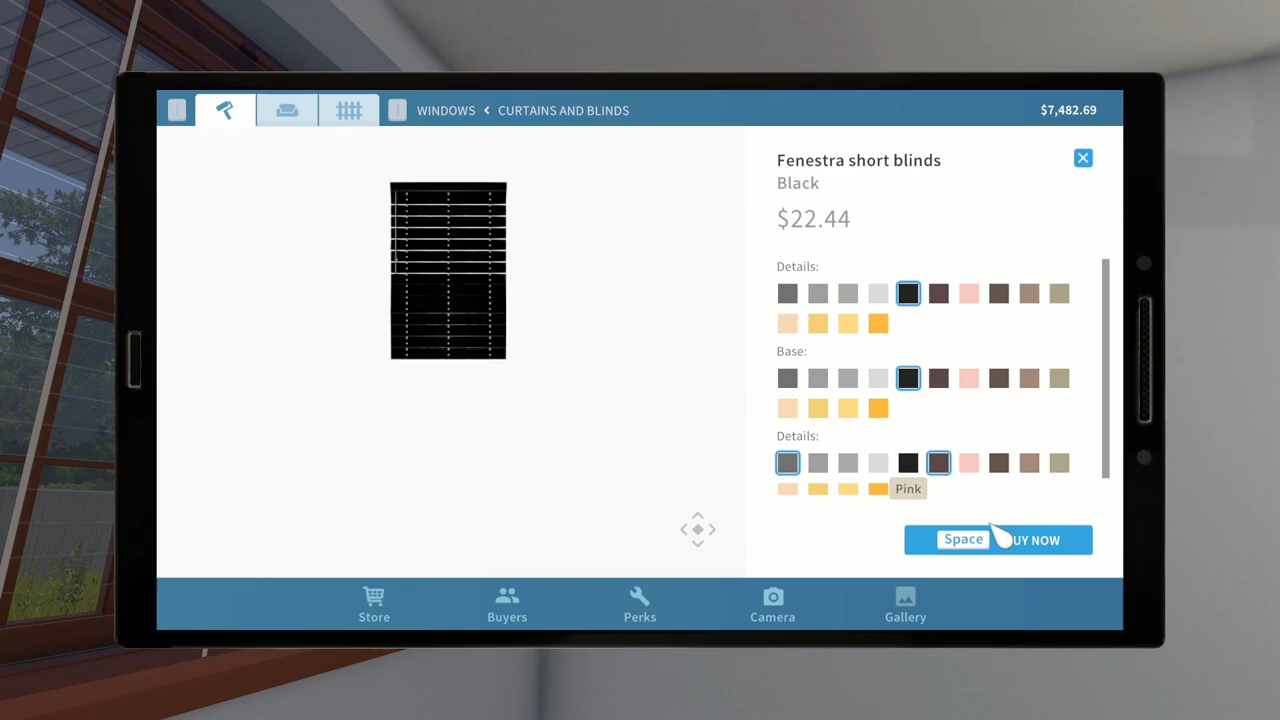 WINDOWS < CURTAINS AND BLINDS
$7,482.69
Fenestra short blinds
Black
$22.44
Details:
Base:
Details:
Pink
Space
UY NOW
Store
Buyers
Perks
Camera
Gallery